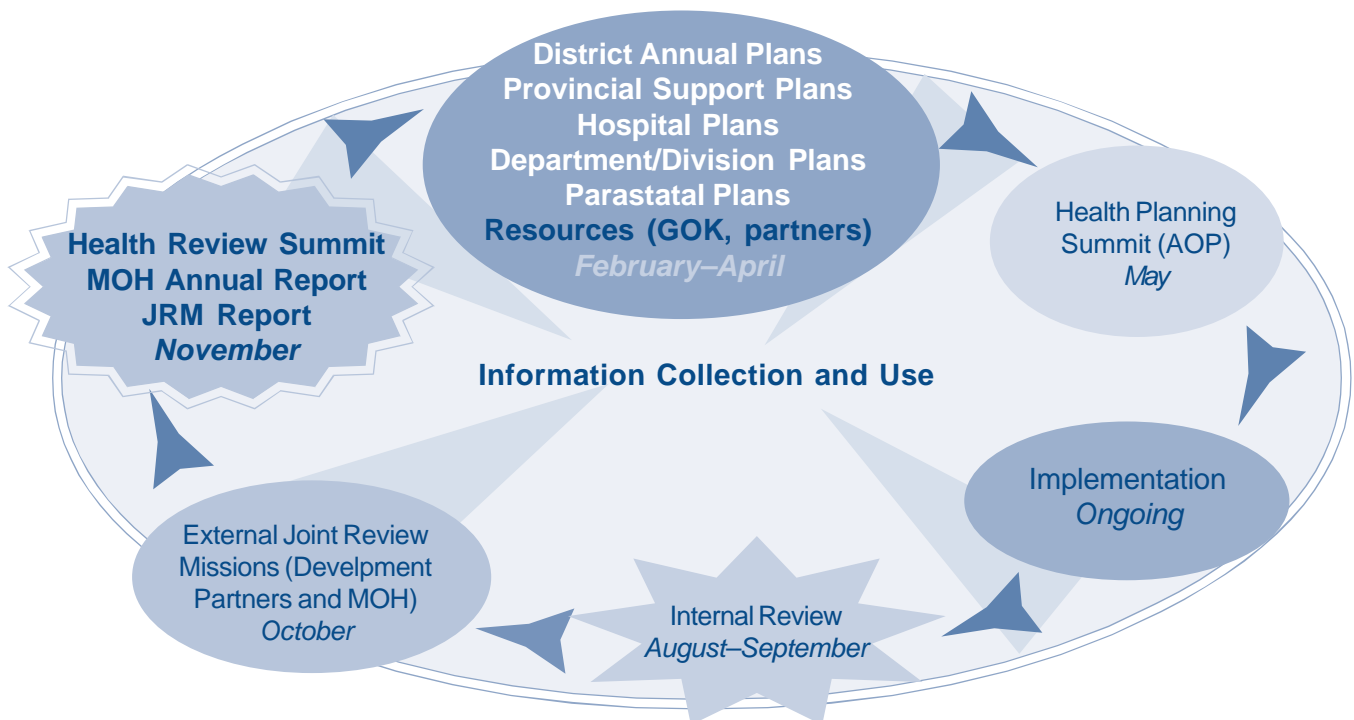 District Annual Plans
Provincial Support Plans
Hospital Plans
Department/Division Plans
Parastatal Plans
Resources (GOK, partners)
February–April
Health Planning
Summit (AOP)
May
Implementation
Ongoing
Internal Review
August–September
External Joint Review
Missions (Develpment
Partners and MOH)
October
Health Review Summit
MOH Annual Report
JRM Report
November
Information Collection and Use